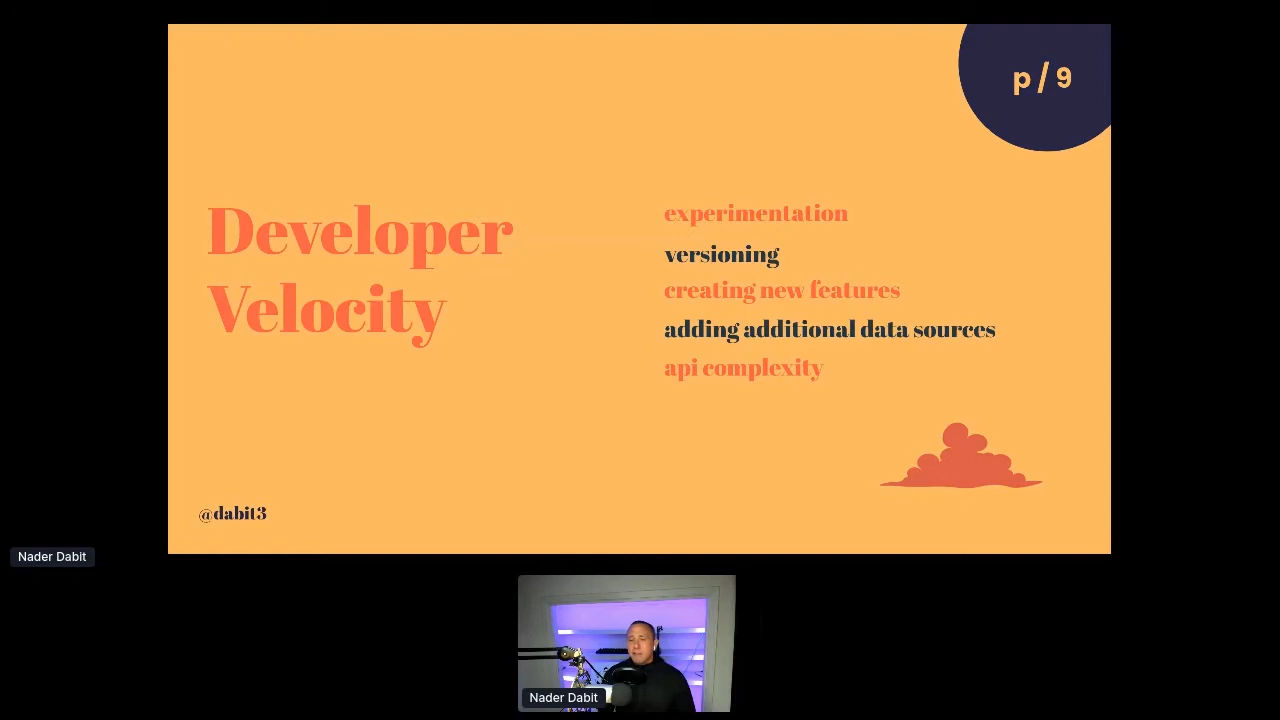 p / 9
Developer
Velocity
experimentation
versioning
creating new features
adding additional data sources
api complexity
@dabit3
Nader Dabit
Nader Dabit